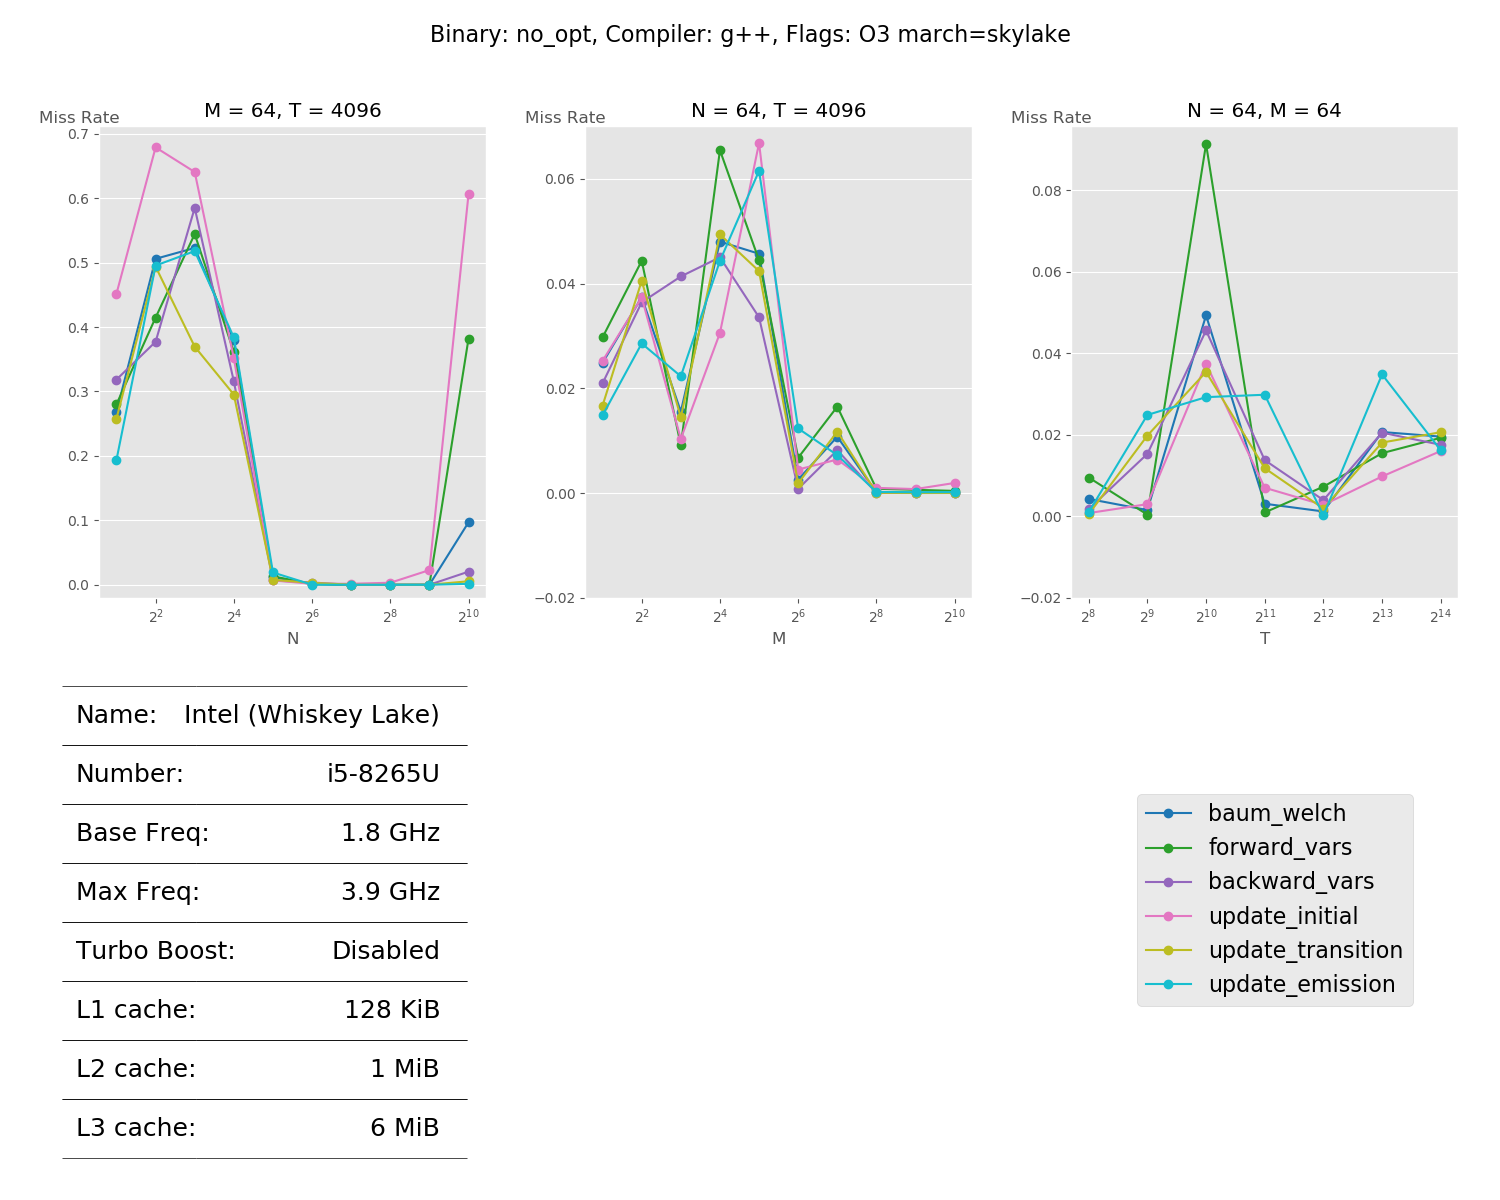 Binary: no_opt, Compiler: g++, Flags: O3 march=skylake
Miss Rate
M = 64, T = 4096
0.7
0.6
0.5
0.4
0.3
0.2
0.1
0.0
2^2 2^4 2^6 2^8 2^10
N
Miss Rate
N = 64, T = 4096
0.06
0.04
0.02
0.00
−0.02
2^2 2^4 2^6 2^8 2^10
M
Miss Rate
N = 64, M = 64
0.08
0.06
0.04
0.02
0.00
−0.02
2^8 2^9 2^10 2^11 2^12 2^13 2^14
T
Name: Intel (Whiskey Lake)
Number: i5-8265U
Base Freq: 1.8 GHz
Max Freq: 3.9 GHz
Turbo Boost: Disabled
L1 cache: 128 KiB
L2 cache: 1 MiB
L3 cache: 6 MiB
baum_welch
forward_vars
backward_vars
update_initial
update_transition
update_emission